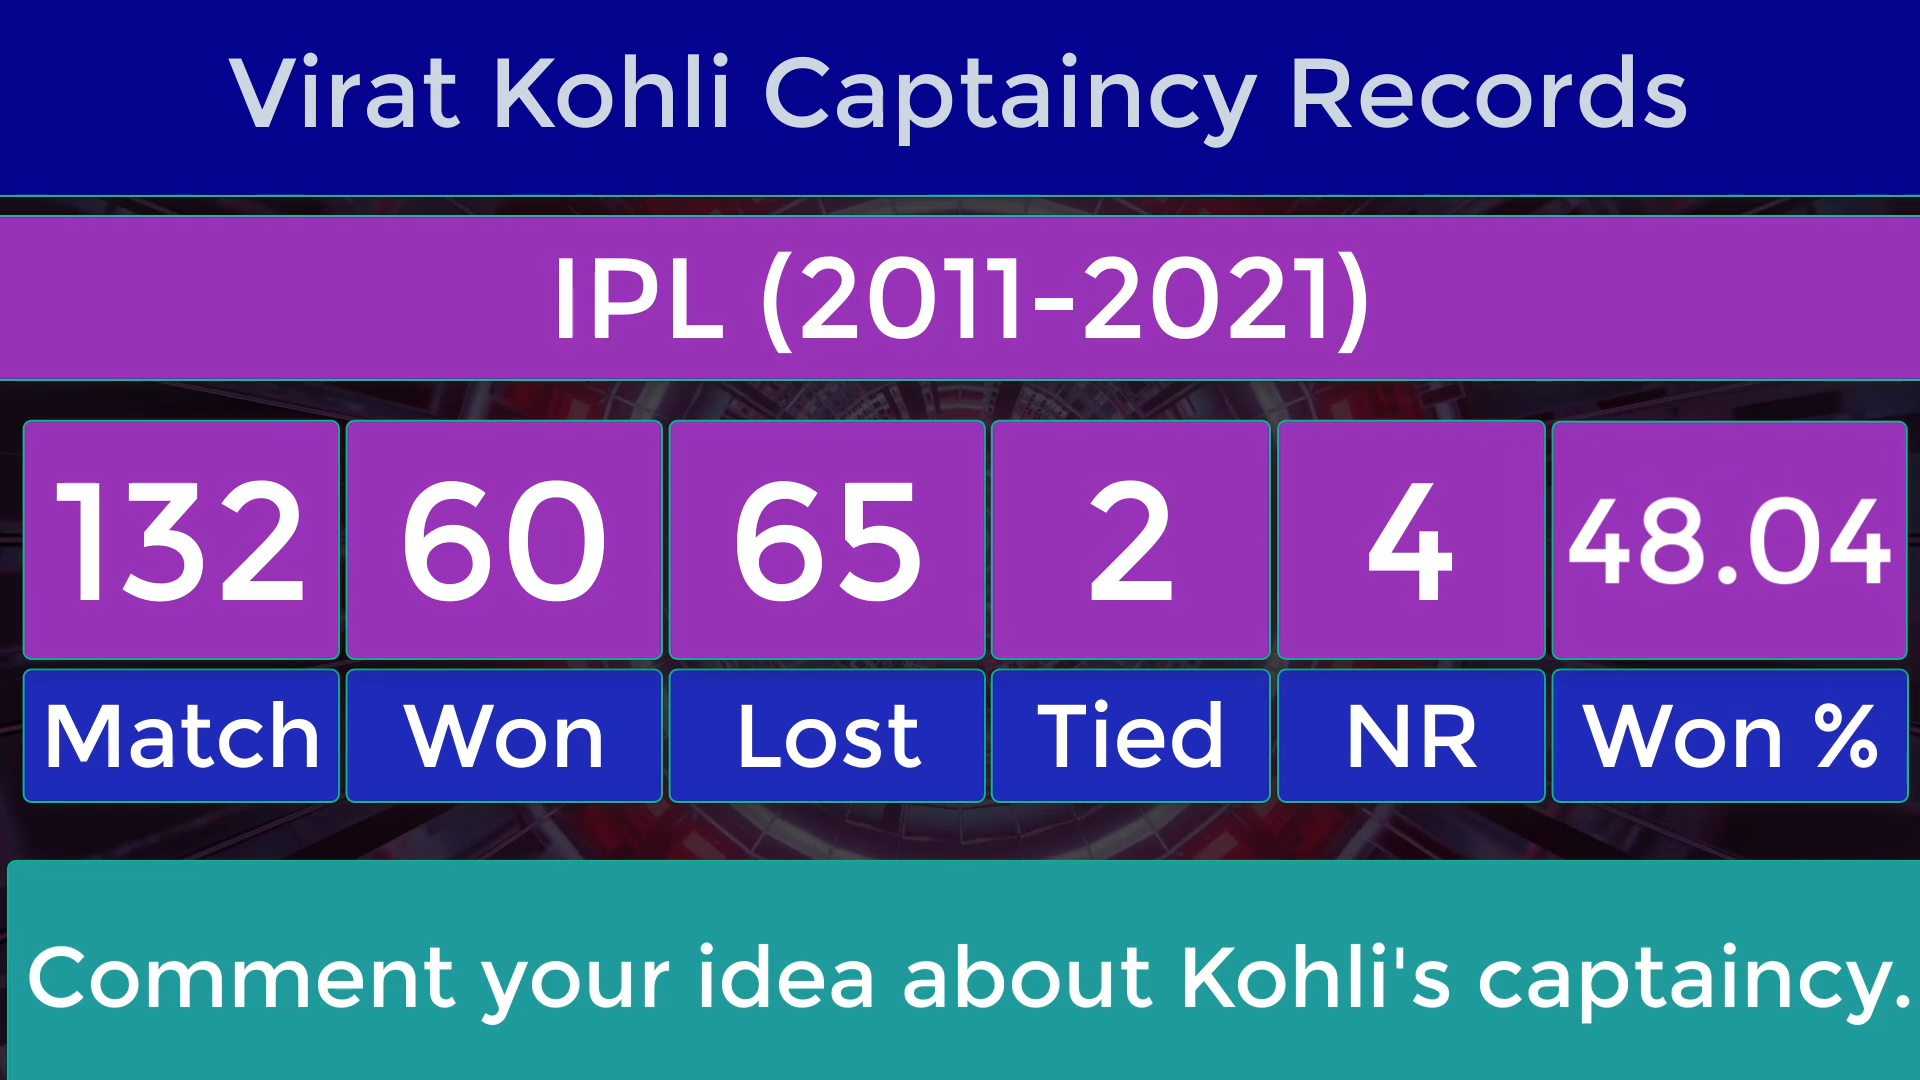 Virat Kohli Captaincy Records
IPL (2011-2021)
132 60 65 2 4 48.04
Match Won Lost Tied NR Won %
Comment your idea about Kohli's captaincy.